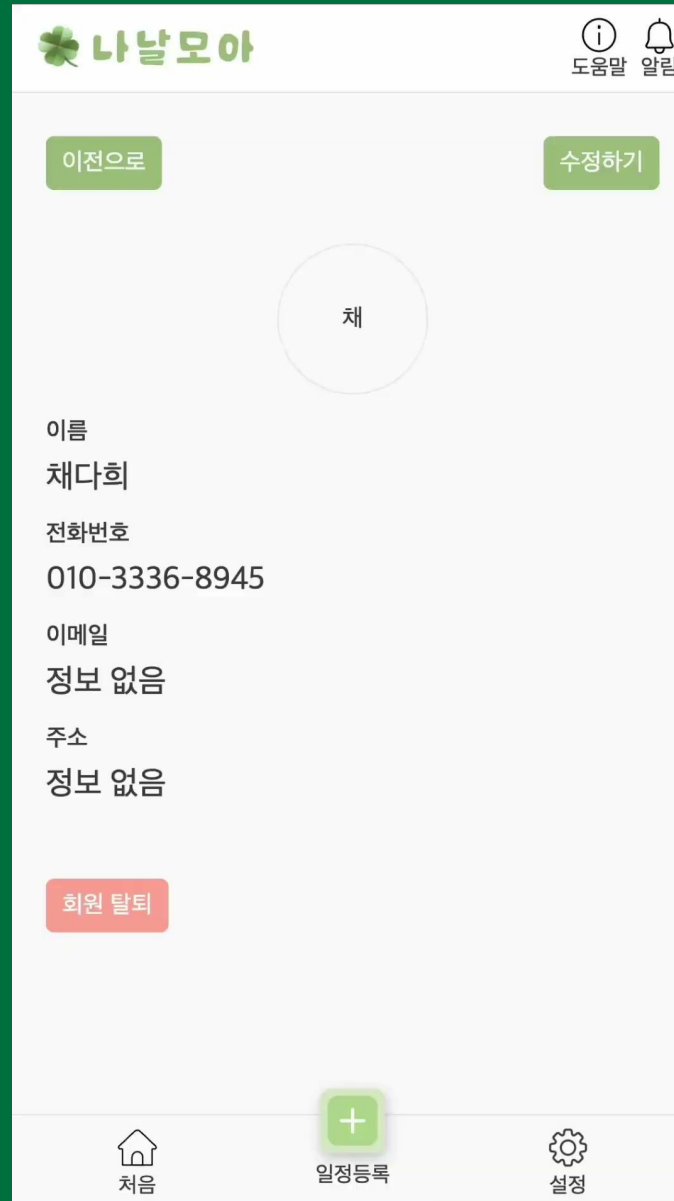 나날모아
도움말 알림
이전으로 수정하기
채
이름
채다희
전화번호
010-3336-8945
이메일
정보 없음
주소
정보 없음
회원 탈퇴
처음 일정등록 설정